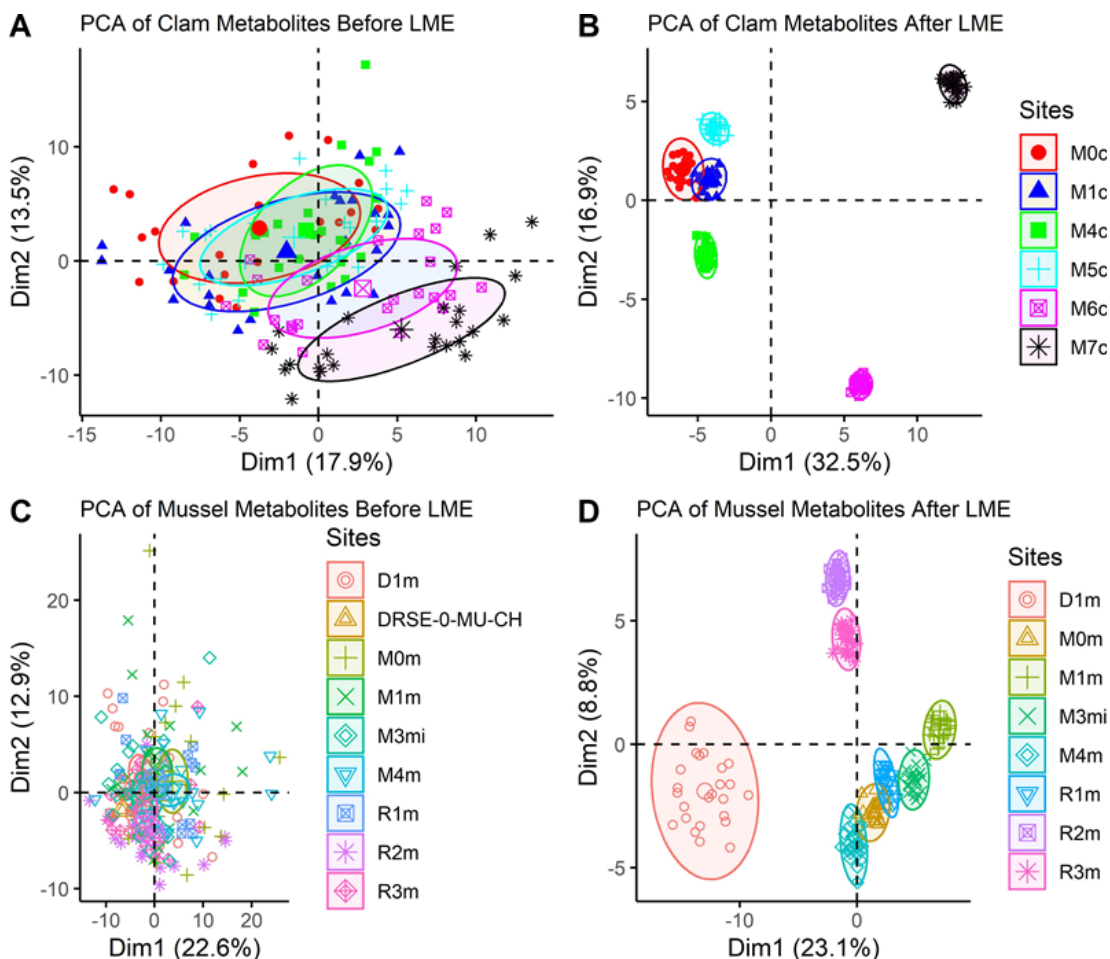 A PCA of Clam Metabolites Before LME
10
0
-10
-15 -10 -5 0 5 10 15
Dim2 (13.5%)
Dim1 (17.9%)
B PCA of Clam Metabolites After LME
5
0
-5
-10
-5 0 5 10
Dim2 (16.9%)
Dim1 (32.5%)
Sites
M0c
M1c
M4c
M5c
M6c
M7c
C PCA of Mussel Metabolites Before LME
20
10
0
-10
-10 0 10 20
Dim2 (12.9%)
Dim1 (22.6%)
Sites
D1m
DRSE-0-MU-CH
M0m
M1m
M3mi
M4m
R1m
R2m
R3m
D PCA of Mussel Metabolites After LME
5
0
-5
-10 0
Dim2 (8.8%)
Dim1 (23.1%)
Sites
D1m
M0m
M1m
M3mi
M4m
R1m
R2m
R3m